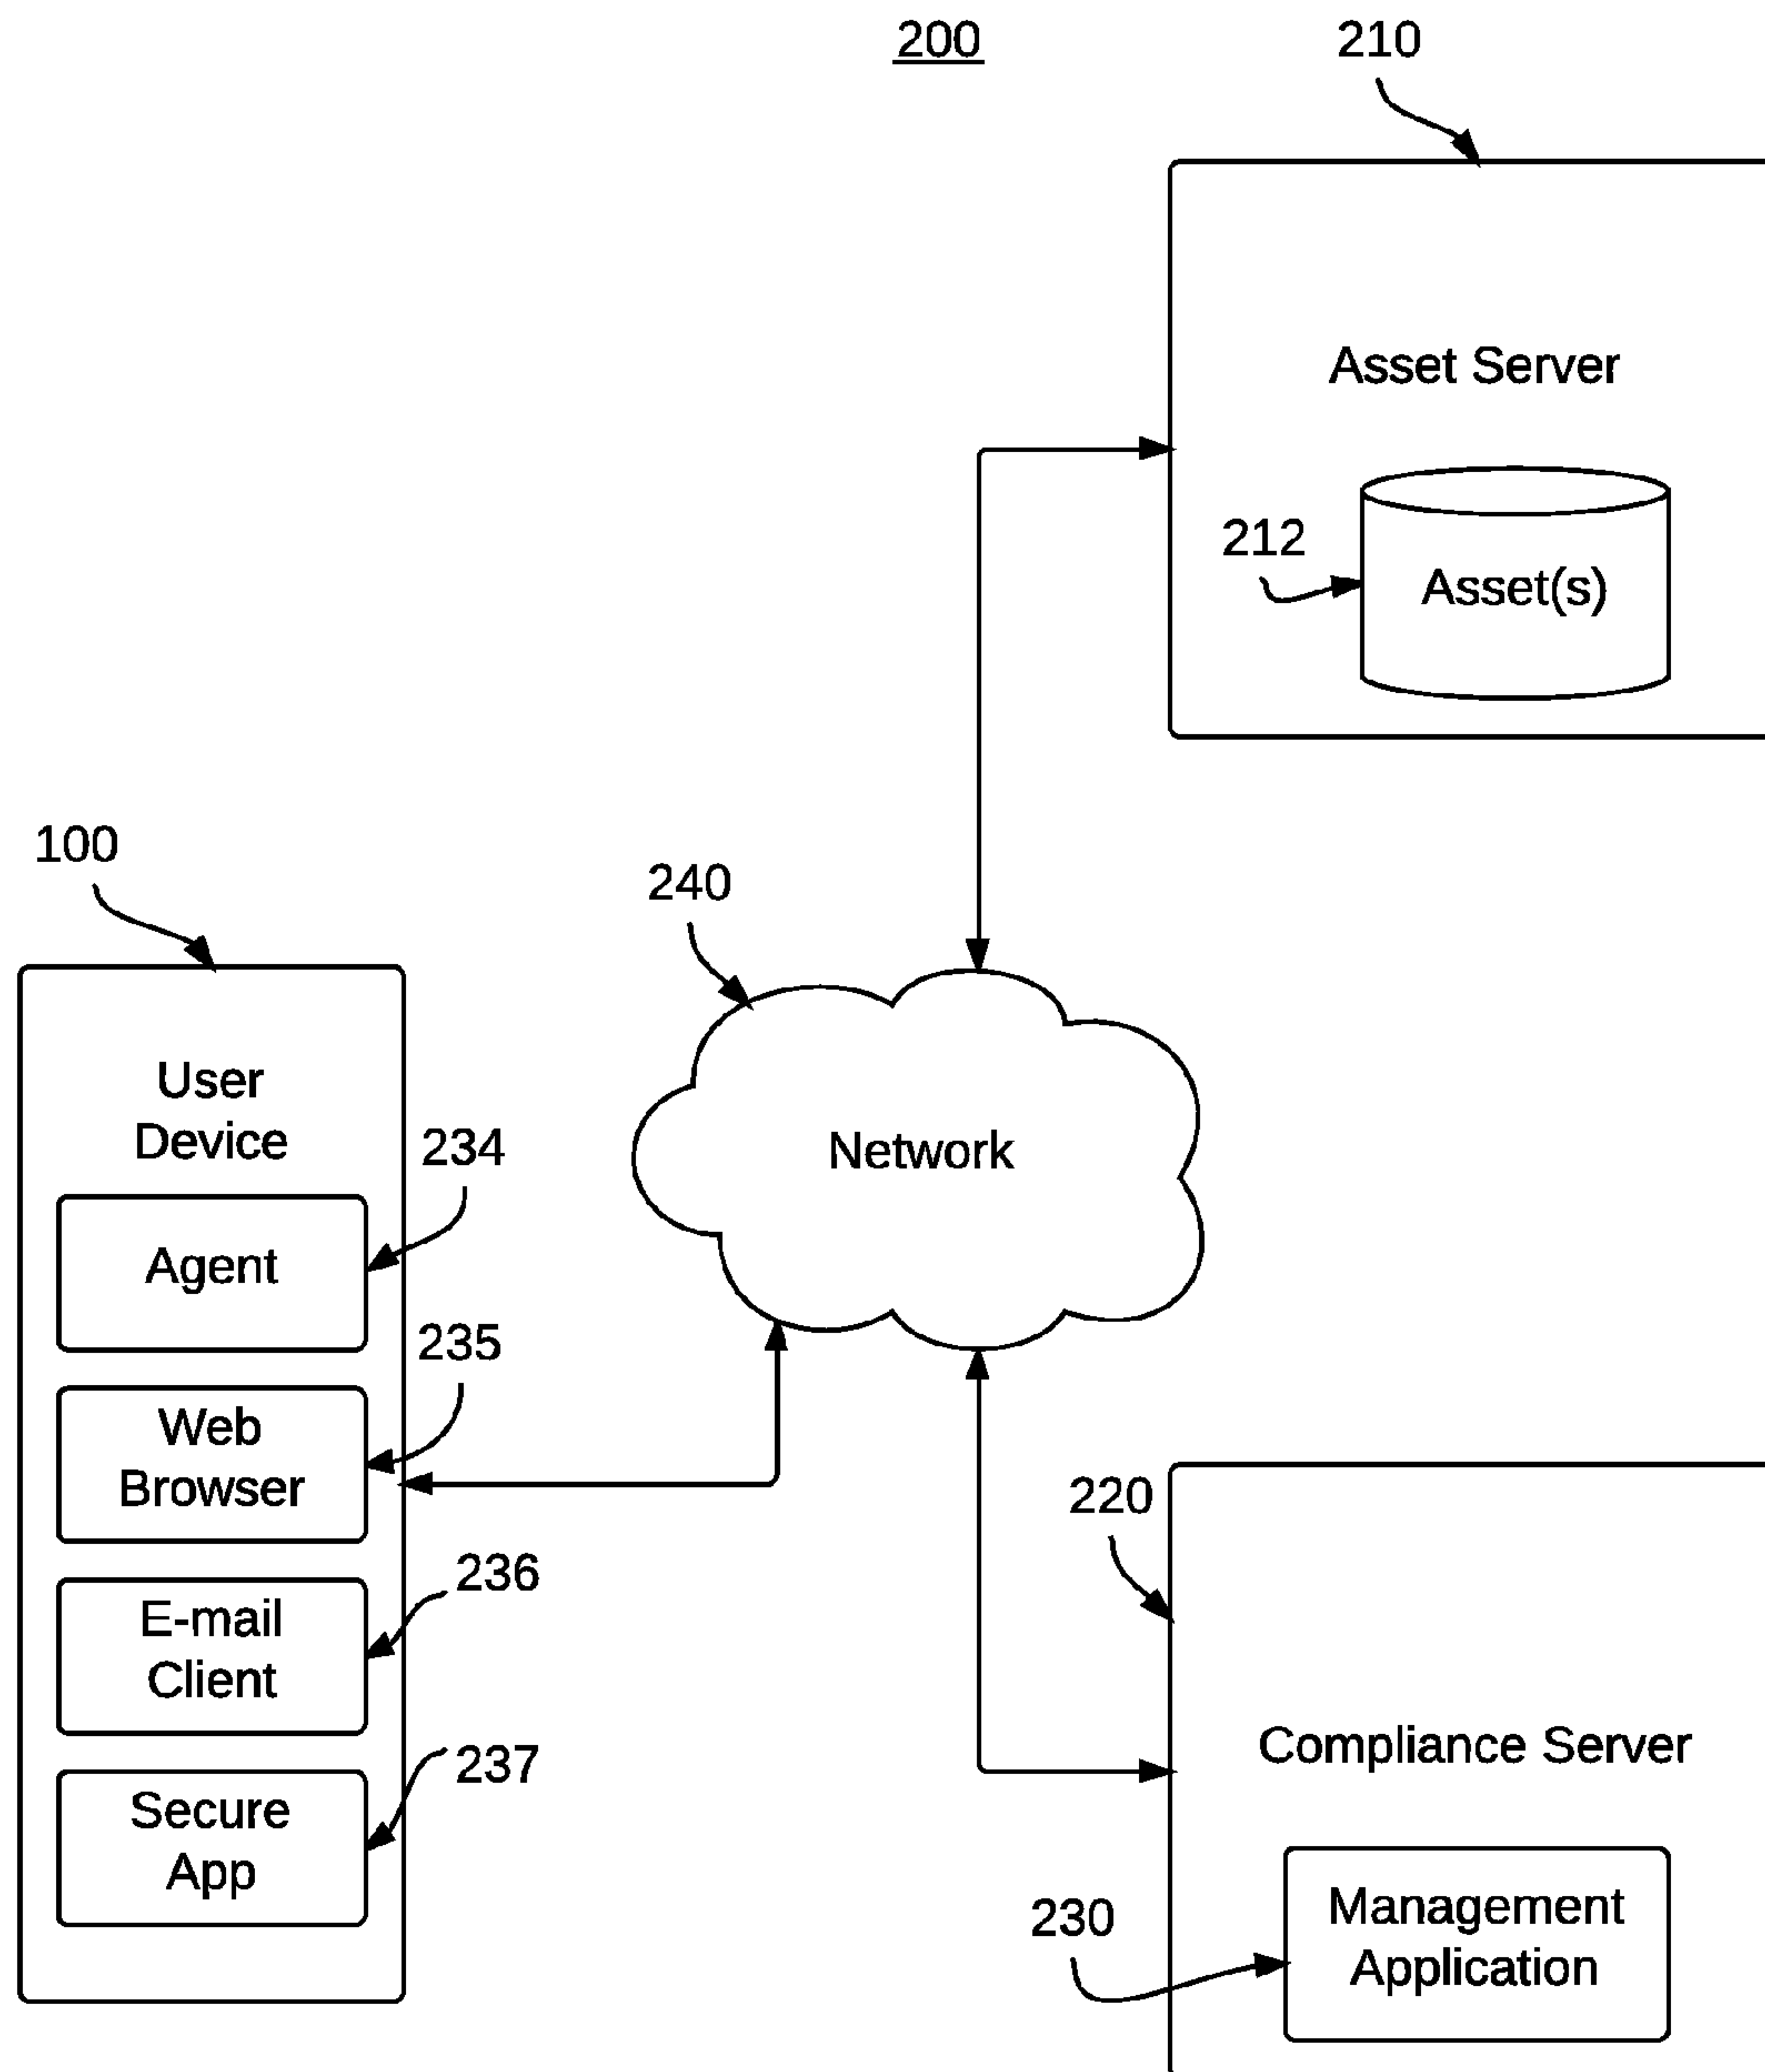 200
210
Asset Server
212
Asset(s)
100
240
User
Device
234
Network
Agent
235
Web
Browser
220
236
E-mail
Client
Compliance Server
237
Secure
App
230
Management
Application